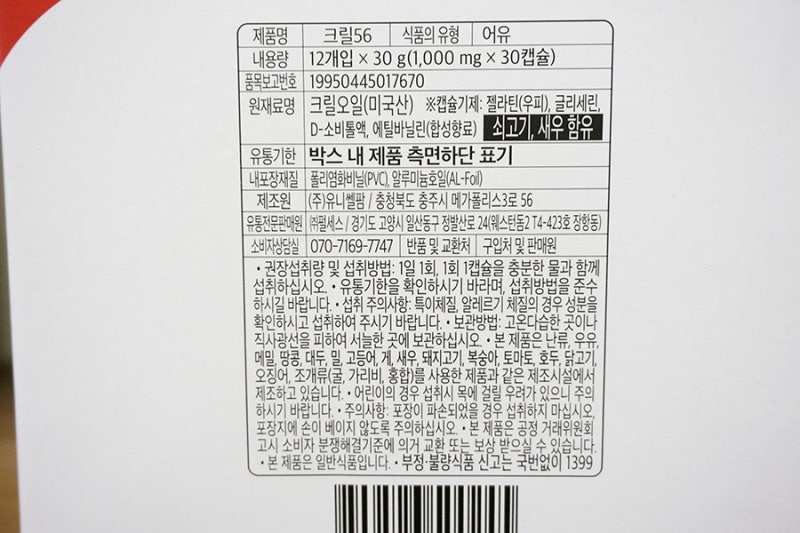 제품명 크릴56 식품의 유형 어유
내용량 12개입 × 30 g(1,000 mg × 30캡슐)
품목보고번호 19950445017670
원재료명 크릴오일(미국산) ※캡슐기제: 젤라틴(우피), 글리세린,
D-소비톨액, 에틸바닐린(합성향료) 쇠고기, 새우 함유
유통기한 박스 내 제품 측면하단 표기
내포장재질 폴리염화비닐(PVC), 알루미늄호일(AL-Foil)
제조원 (주)유니쎌팜 / 충청북도 충주시 메가폴리스3로 56
유통전문판매원 ㈜펄세스 / 경기도 고양시 일산동구 정발산로 24(웨스턴돔2 T4-423호 장항동)
소비자상담실 070-7169-7747 반품 및 교환처 구입처 및 판매원
• 권장섭취량 및 섭취방법: 1일 1회, 1회 1캡슐을 충분한 물과 함께
섭취하십시오. • 유통기한을 확인하시기 바라며, 섭취방법을 준수
하시길 바랍니다. • 섭취 주의사항: 특이체질, 알레르기 체질의 경우 성분을
확인하시고 섭취하여 주시기 바랍니다. • 보관방법: 고온다습한 곳이나
직사광선을 피하여 서늘한 곳에 보관하십시오. • 본 제품은 난류, 우유,
메밀, 땅콩, 대두, 밀, 고등어, 게, 새우, 돼지고기, 복숭아, 토마토, 호두, 닭고기,
오징어, 조개류(굴, 가리비, 홍합)를 사용한 제품과 같은 제조시설에서
제조하고 있습니다. • 어린이의 경우 섭취시 목에 걸릴 우려가 있으니 주의
하시기 바랍니다. • 주의사항: 포장이 파손되었을 경우 섭취하지 마십시오,
포장지에 손이 베이지 않도록 주의하십시오. • 본 제품은 공정 거래위원회
고시 소비자 분쟁해결기준에 의거 교환 또는 보상 받으실 수 있습니다.
• 본 제품은 일반식품입니다. • 부정·불량식품 신고는 국번없이 1399